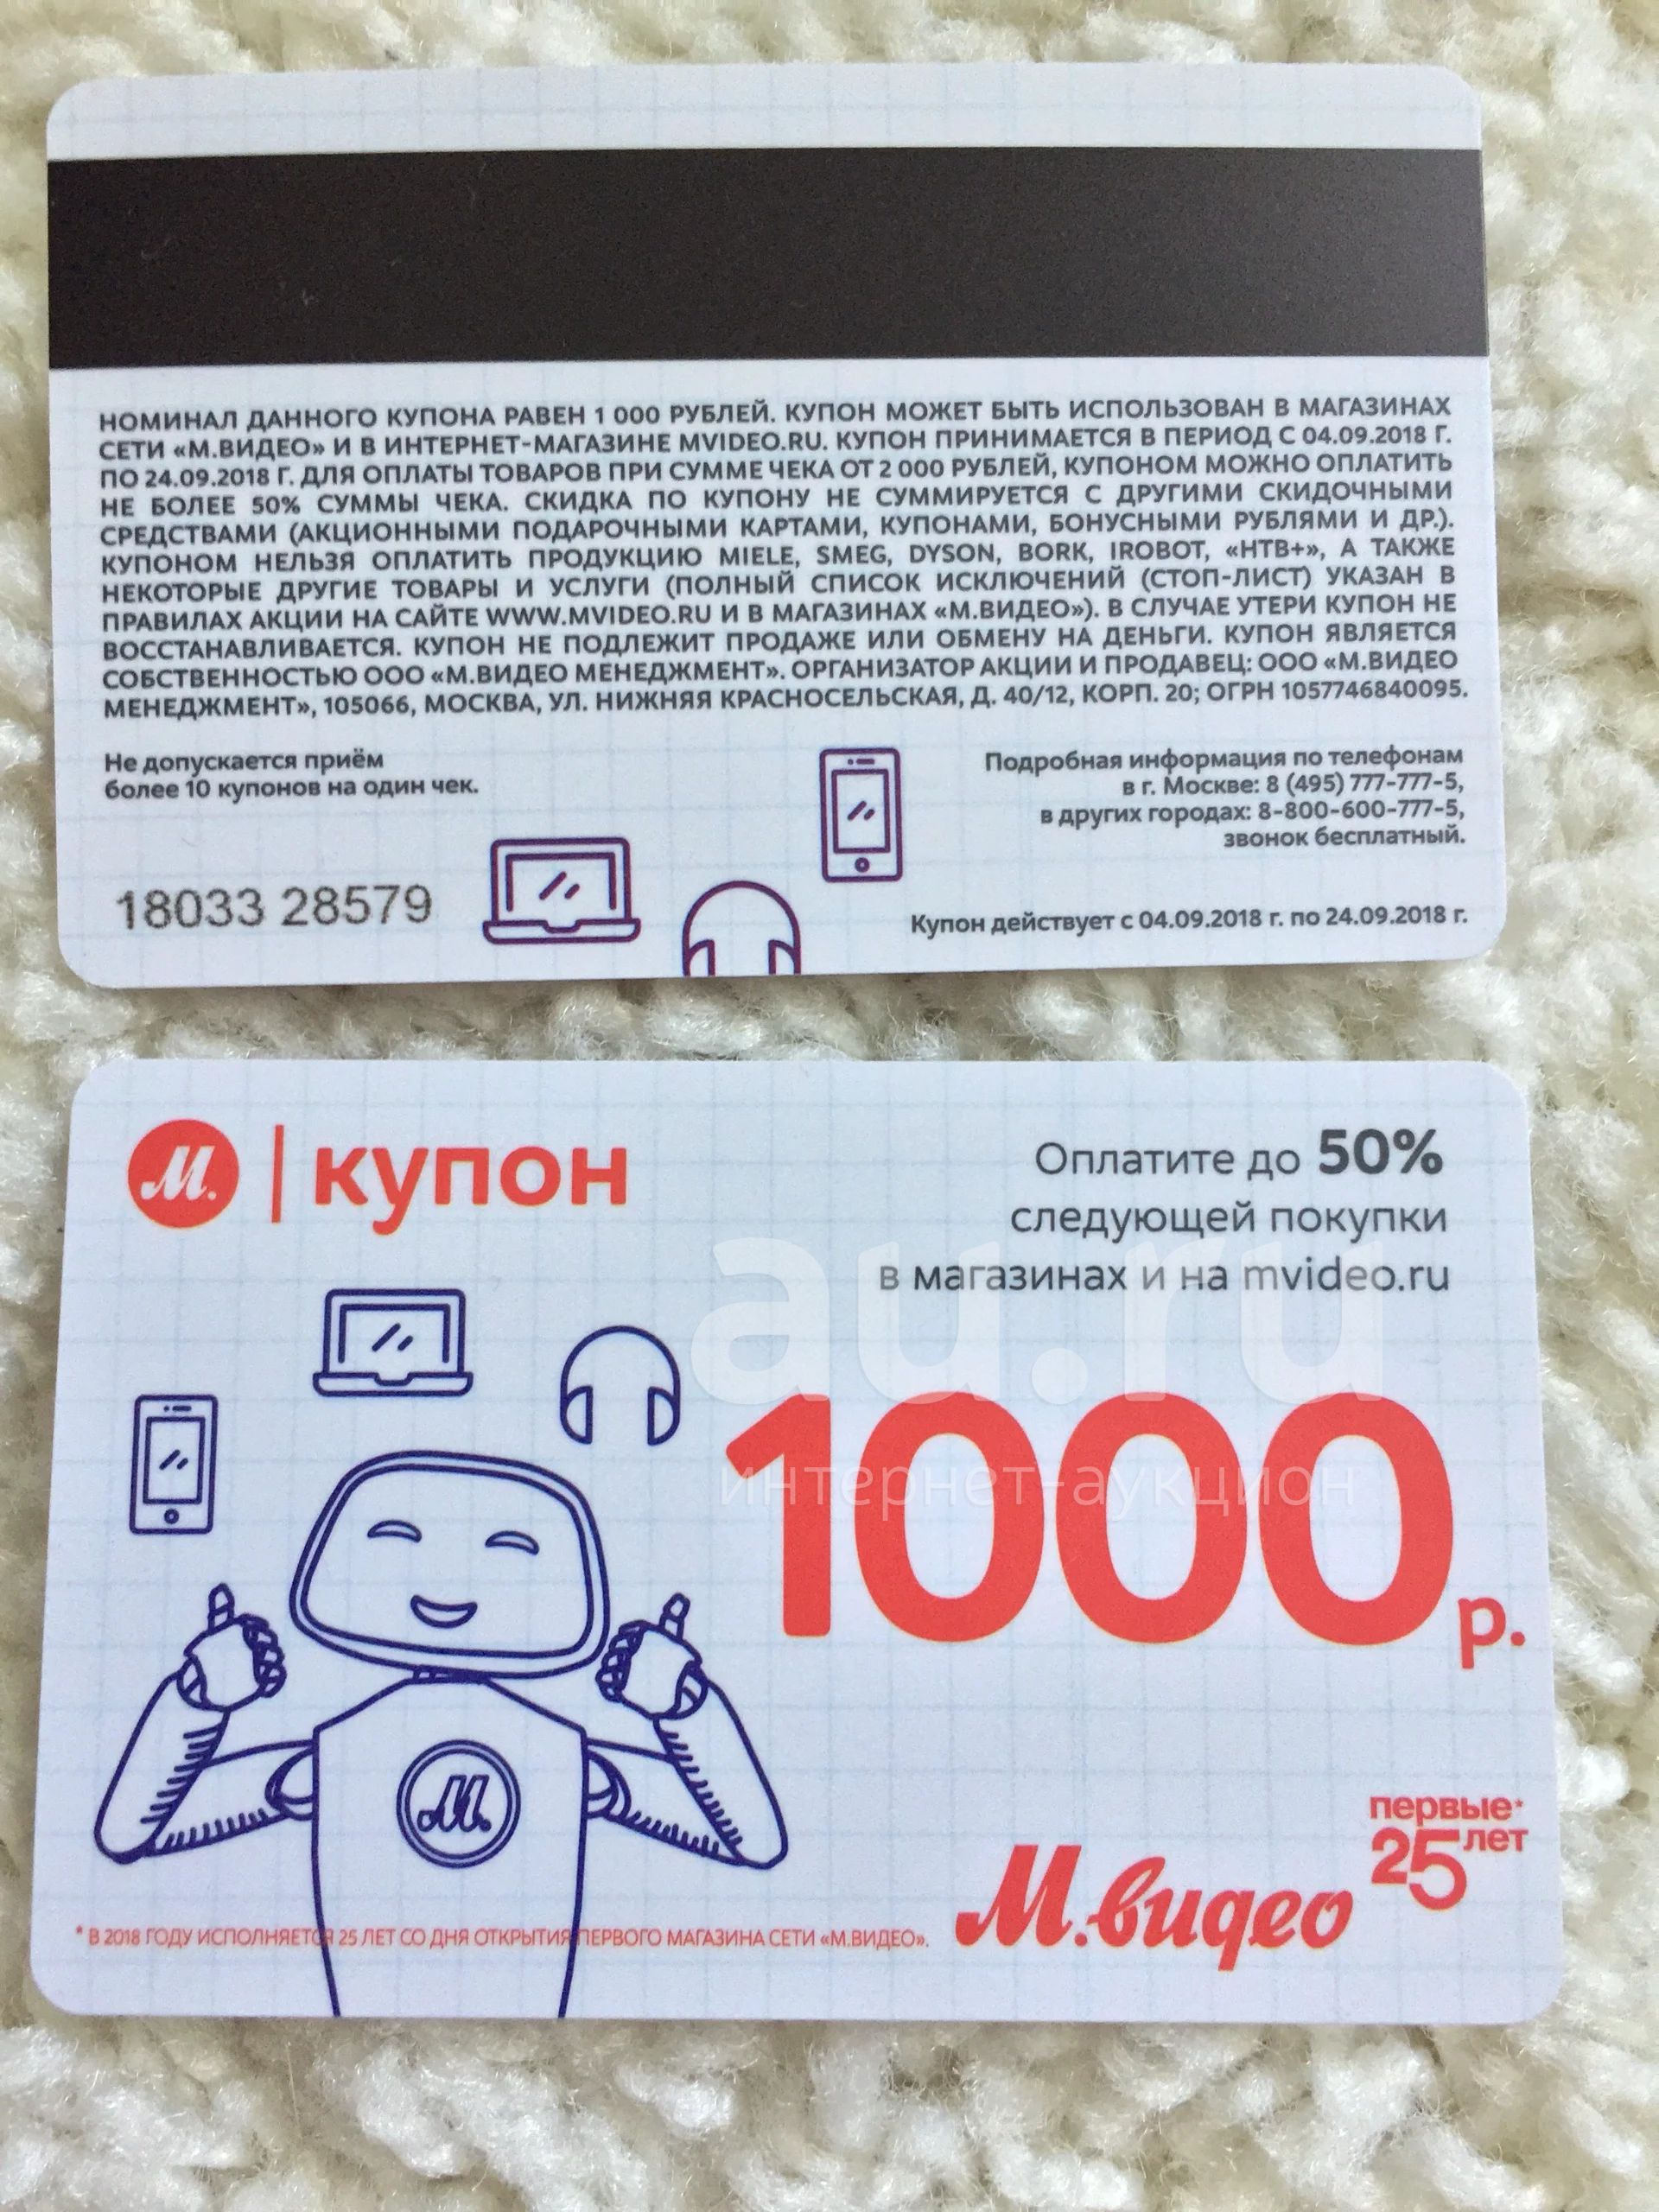 НОМИНАЛ ДАННОГО КУПОНА РАВЕН 1 000 РУБЛЕЙ. КУПОН МОЖЕТ БЫТЬ ИСПОЛЬЗОВАН В МАГАЗИНАХ
СЕТИ «М.ВИДЕО» И В ИНТЕРНЕТ-МАГАЗИНЕ MVIDEO.RU. КУПОН ПРИНИМАЕТСЯ В ПЕРИОД С 04.09.2018 Г.
ПО 24.09.2018 Г. ДЛЯ ОПЛАТЫ ТОВАРОВ ПРИ СУММЕ ЧЕКА ОТ 2 000 РУБЛЕЙ, КУПОНОМ МОЖНО ОПЛАТИТЬ
НЕ БОЛЕЕ 50% СУММЫ ЧЕКА. СКИДКА ПО КУПОНУ НЕ СУММИРУЕТСЯ С ДРУГИМИ СКИДОЧНЫМИ
СРЕДСТВАМИ (АКЦИОННЫМИ ПОДАРОЧНЫМИ КАРТАМИ, КУПОНАМИ, БОНУСНЫМИ РУБЛЯМИ И ДР.).
КУПОНОМ НЕЛЬЗЯ ОПЛАТИТЬ ПРОДУКЦИЮ MIELE, SMEG, DYSON, BORK, IROBOT, «НТВ+», А ТАКЖЕ
НЕКОТОРЫЕ ДРУГИЕ ТОВАРЫ И УСЛУГИ (ПОЛНЫЙ СПИСОК ИСКЛЮЧЕНИЙ (СТОП-ЛИСТ) УКАЗАН В
ПРАВИЛАХ АКЦИИ НА САЙТЕ WWW.MVIDEO.RU И В МАГАЗИНАХ «М.ВИДЕО»). В СЛУЧАЕ УТЕРИ КУПОН НЕ
ВОССТАНАВЛИВАЕТСЯ. КУПОН НЕ ПОДЛЕЖИТ ПРОДАЖЕ ИЛИ ОБМЕНУ НА ДЕНЬГИ. КУПОН ЯВЛЯЕТСЯ
СОБСТВЕННОСТЬЮ ООО «М.ВИДЕО МЕНЕДЖМЕНТ». ОРГАНИЗАТОР АКЦИИ И ПРОДАВЕЦ: ООО «М.ВИДЕО
МЕНЕДЖМЕНТ», 105066, МОСКВА, УЛ. НИЖНЯЯ КРАСНОСЕЛЬСКАЯ, Д. 40/12, КОРП. 20; ОГРН 1057746840095.
Не допускается приём
более 10 купонов на один чек.
Подробная информация по телефонам
в г. Москве: 8 (495) 777-777-5,
в других городах: 8-800-600-777-5,
звонок бесплатный.
18033 28579
Купон действует с 04.09.2018 г. по 24.09.2018 г.
М. | купон
Оплатите до 50%
следующей покупки
в магазинах и на mvideo.ru
au.ru
интернет-аукцион
1000 р.
М.
первые*
25 лет
М.видео
* В 2018 ГОДУ ИСПОЛНЯЕТСЯ 25 ЛЕТ СО ДНЯ ОТКРЫТИЯ ПЕРВОГО МАГАЗИНА СЕТИ «М.ВИДЕО».